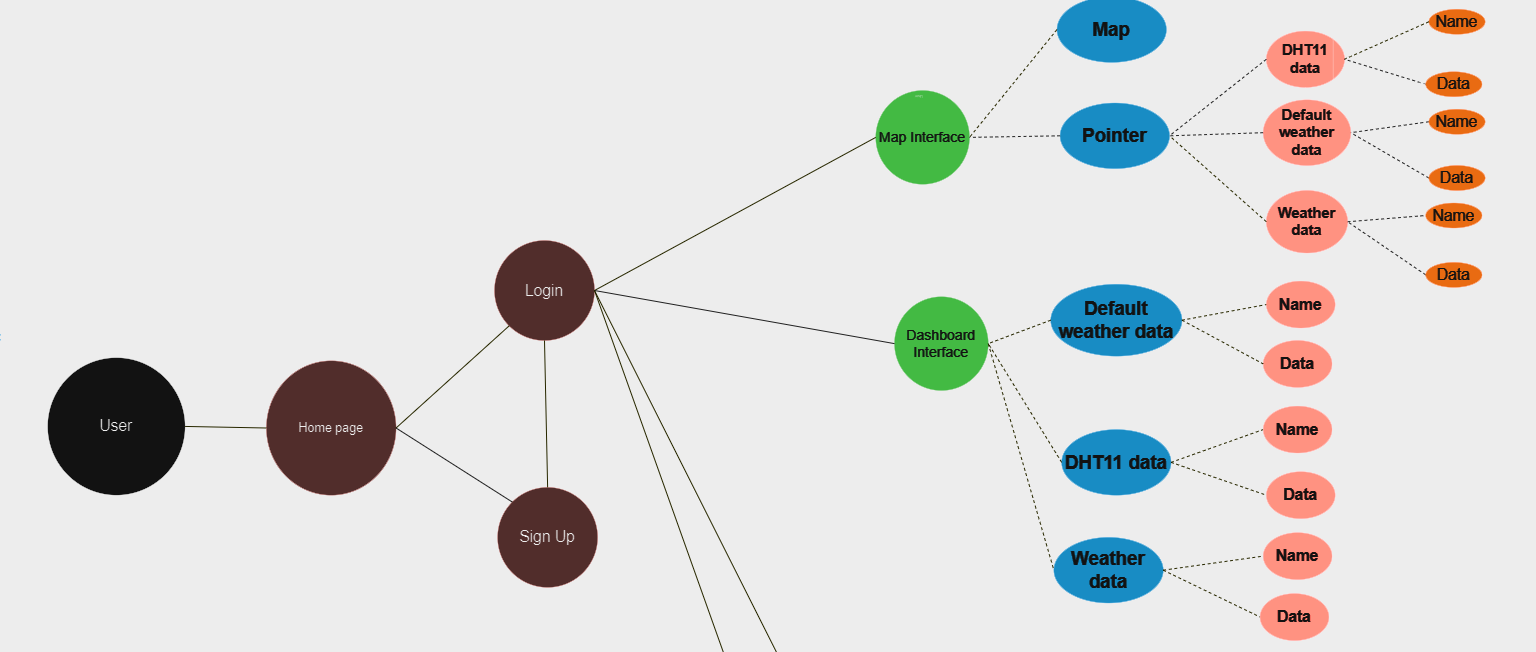 User
Home page
Login
Sign Up
Map Interface
Map
Pointer
DHT11
data
Name
Data
Default
weather
data
Name
Data
Weather
data
Name
Data
Dashboard
Interface
Default
weather data
Name
Data
DHT11 data
Name
Data
Weather
data
Name
Data